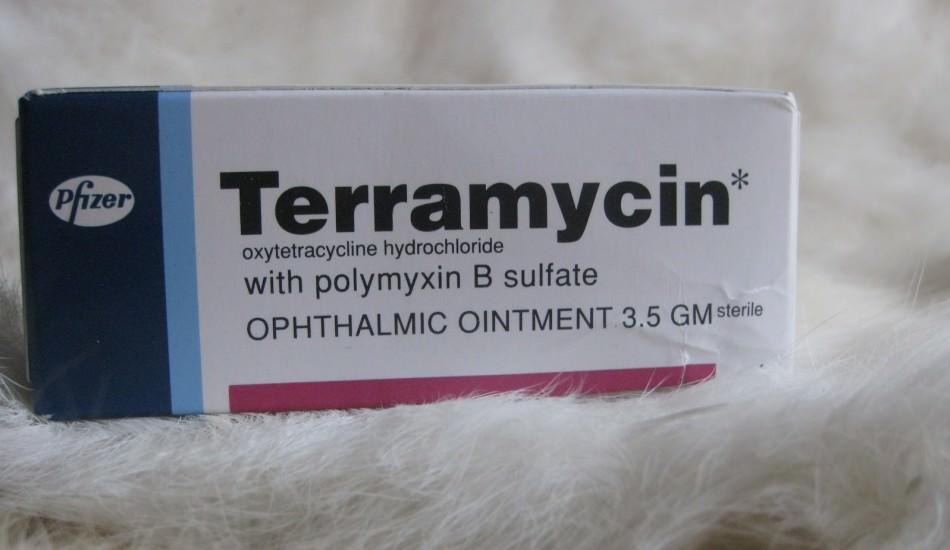 Pfizer
Terramycin*
oxytetracycline hydrochloride
with polymyxin B sulfate
OPHTHALMIC OINTMENT 3.5 GM sterile